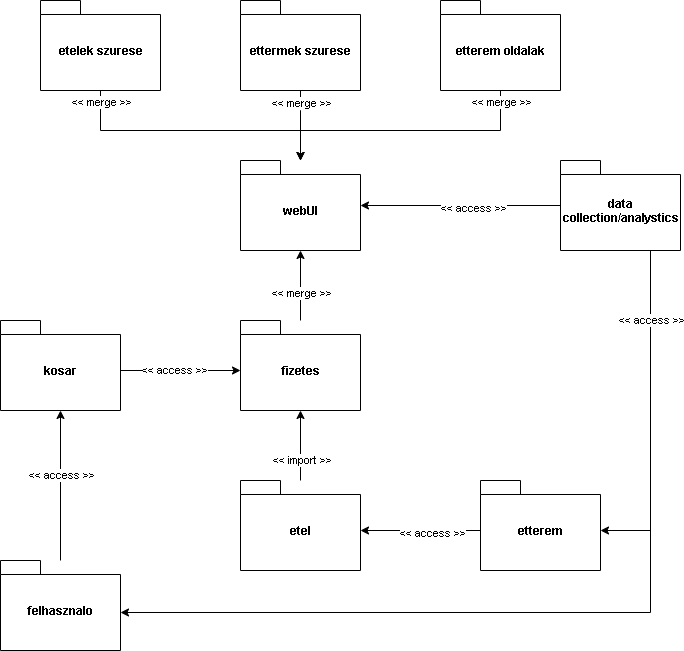 etelek szurese
ettermek szurese
etterem oldalak
<< merge >>
<< merge >>
<< merge >>
webUI
data
collection/analystics
<< access >>
<< merge >>
<< access >>
kosar
<< access >>
fizetes
<< access >>
<< import >>
etel
<< access >>
etterem
felhasznalo